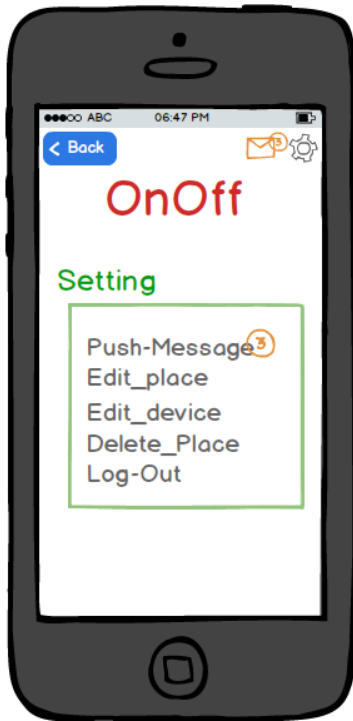 ABC 06:47 PM
< Back 3
OnOff
Setting
Push-Message 3
Edit_place
Edit_device
Delete_Place
Log-Out